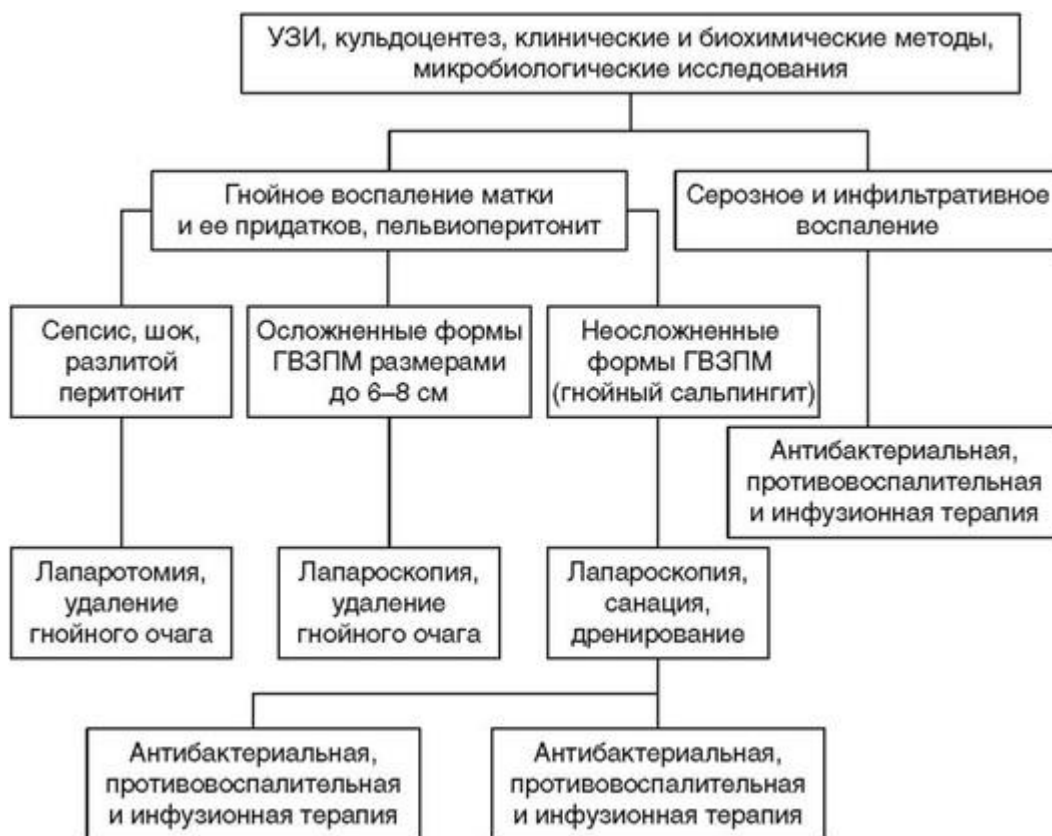 УЗИ, кульдоцентез, клинические и биохимические методы,
микробиологические исследования
Гнойное воспаление матки
и ее придатков, пельвиоперитонит
Серозное и инфильтративное
воспаление
Сепсис, шок,
разлитой
перитонит
Осложненные формы
ГВЗПМ размерами
до 6–8 см
Неосложненные
формы ГВЗПМ
(гнойный сальпингит)
Антибактериальная,
противовоспалительная
и инфузионная терапия
Лапаротомия,
удаление
гнойного очага
Лапароскопия,
удаление
гнойного очага
Лапароскопия,
санация,
дренирование
Антибактериальная,
противовоспалительная
и инфузионная терапия
Антибактериальная,
противовоспалительная
и инфузионная терапия